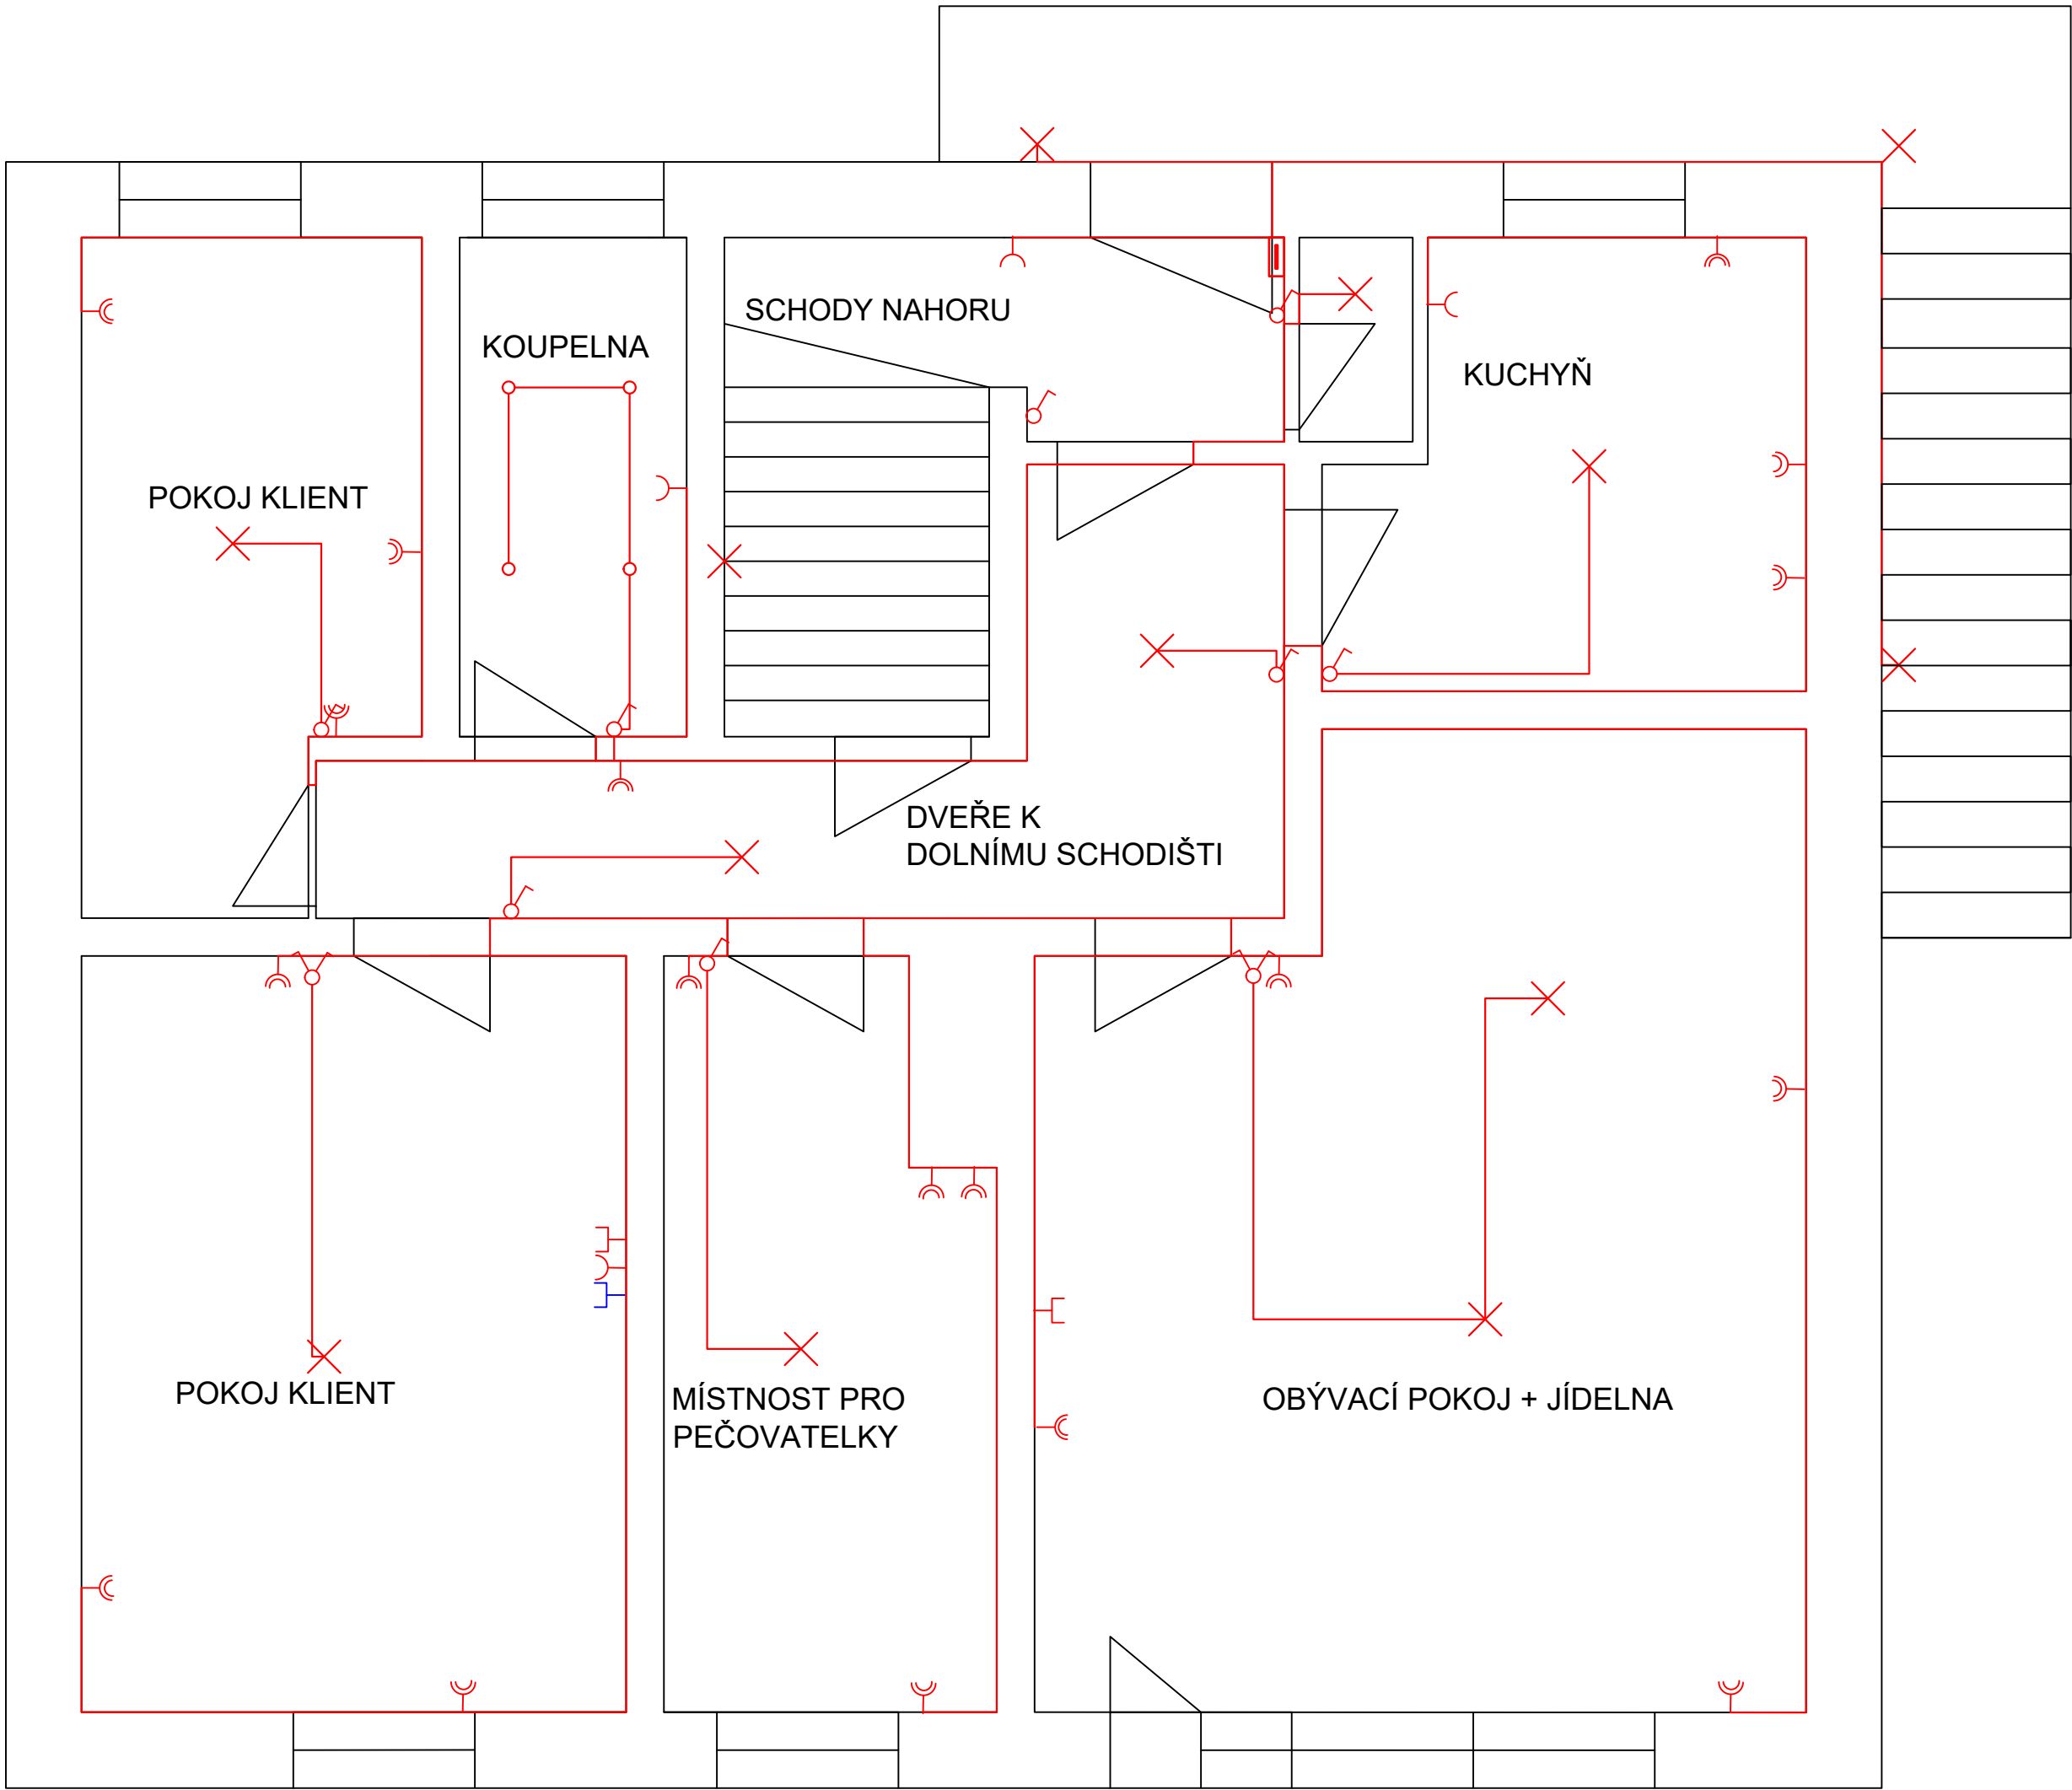 SCHODY NAHORU
KOUPELNA
KUCHYŇ
POKOJ KLIENT
DVEŘE K
DOLNÍMU SCHODIŠTI
POKOJ KLIENT
MÍSTNOST PRO
PEČOVATELKY
OBÝVACÍ POKOJ + JÍDELNA